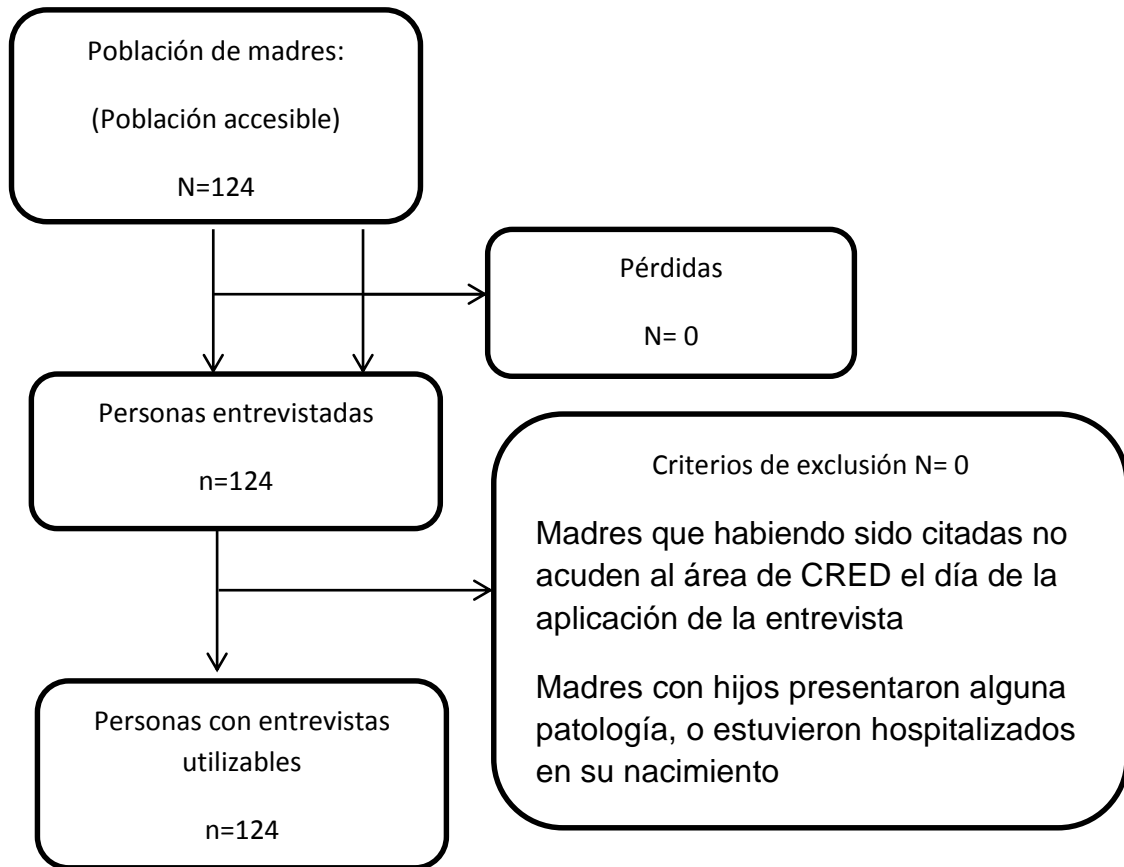 Población de madres:
(Población accesible)
N=124
Pérdidas
N= 0
Personas entrevistadas
n=124
Criterios de exclusión N= 0
Madres que habiendo sido citadas no
acuden al área de CRED el día de la
aplicación de la entrevista
Madres con hijos presentaron alguna
patología, o estuvieron hospitalizados
en su nacimiento
Personas con entrevistas
utilizables
n=124